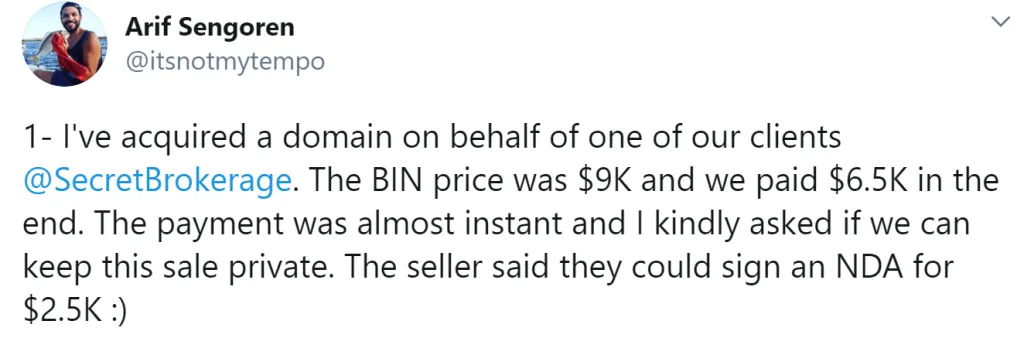 Arif Sengoren
@itsnotmytempo
1- I've acquired a domain on behalf of one of our clients
@SecretBrokerage. The BIN price was $9K and we paid $6.5K in the
end. The payment was almost instant and I kindly asked if we can
keep this sale private. The seller said they could sign an NDA for
$2.5K :)